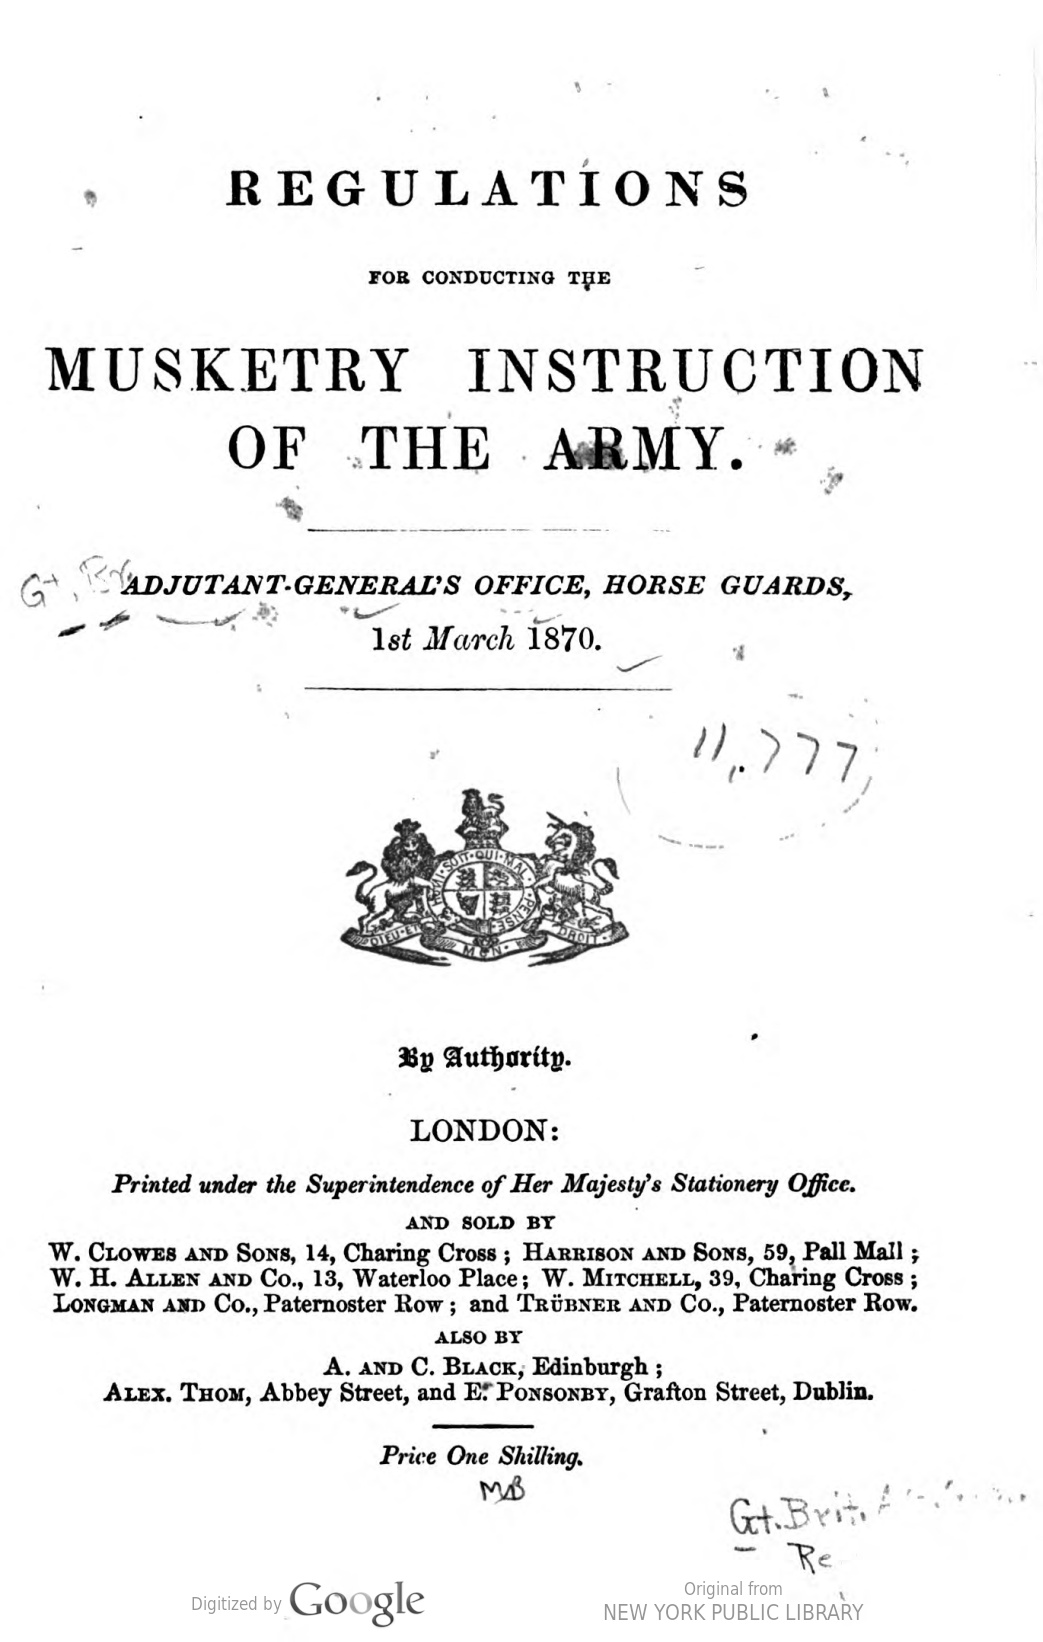 REGULATIONS
FOR CONDUCTING THE
MUSKETRY INSTRUCTION
OF THE ARMY.
Gt. Br
ADJUTANT-GENERAL'S OFFICE, HORSE GUARDS,
1st March 1870.
11,777
HONI·SOIT·QUI·MAL·Y·PENSE
DIEU·ET MON DROIT·
By Authority.
LONDON:
Printed under the Superintendence of Her Majesty's Stationery Office.
AND SOLD BY
W. CLOWES AND SONS, 14, Charing Cross; HARRISON AND SONS, 59, Pall Mall;
W. H. ALLEN AND Co., 13, Waterloo Place; W. MITCHELL, 39, Charing Cross;
LONGMAN AND Co., Paternoster Row; and TRÜBNER AND Co., Paternoster Row.
ALSO BY
A. AND C. BLACK, Edinburgh;
ALEX. THOM, Abbey Street, and E. PONSONBY, Grafton Street, Dublin.
Price One Shilling.
MB
Gt. Brit.
Re
Digitized by Google
Original from
NEW YORK PUBLIC LIBRARY